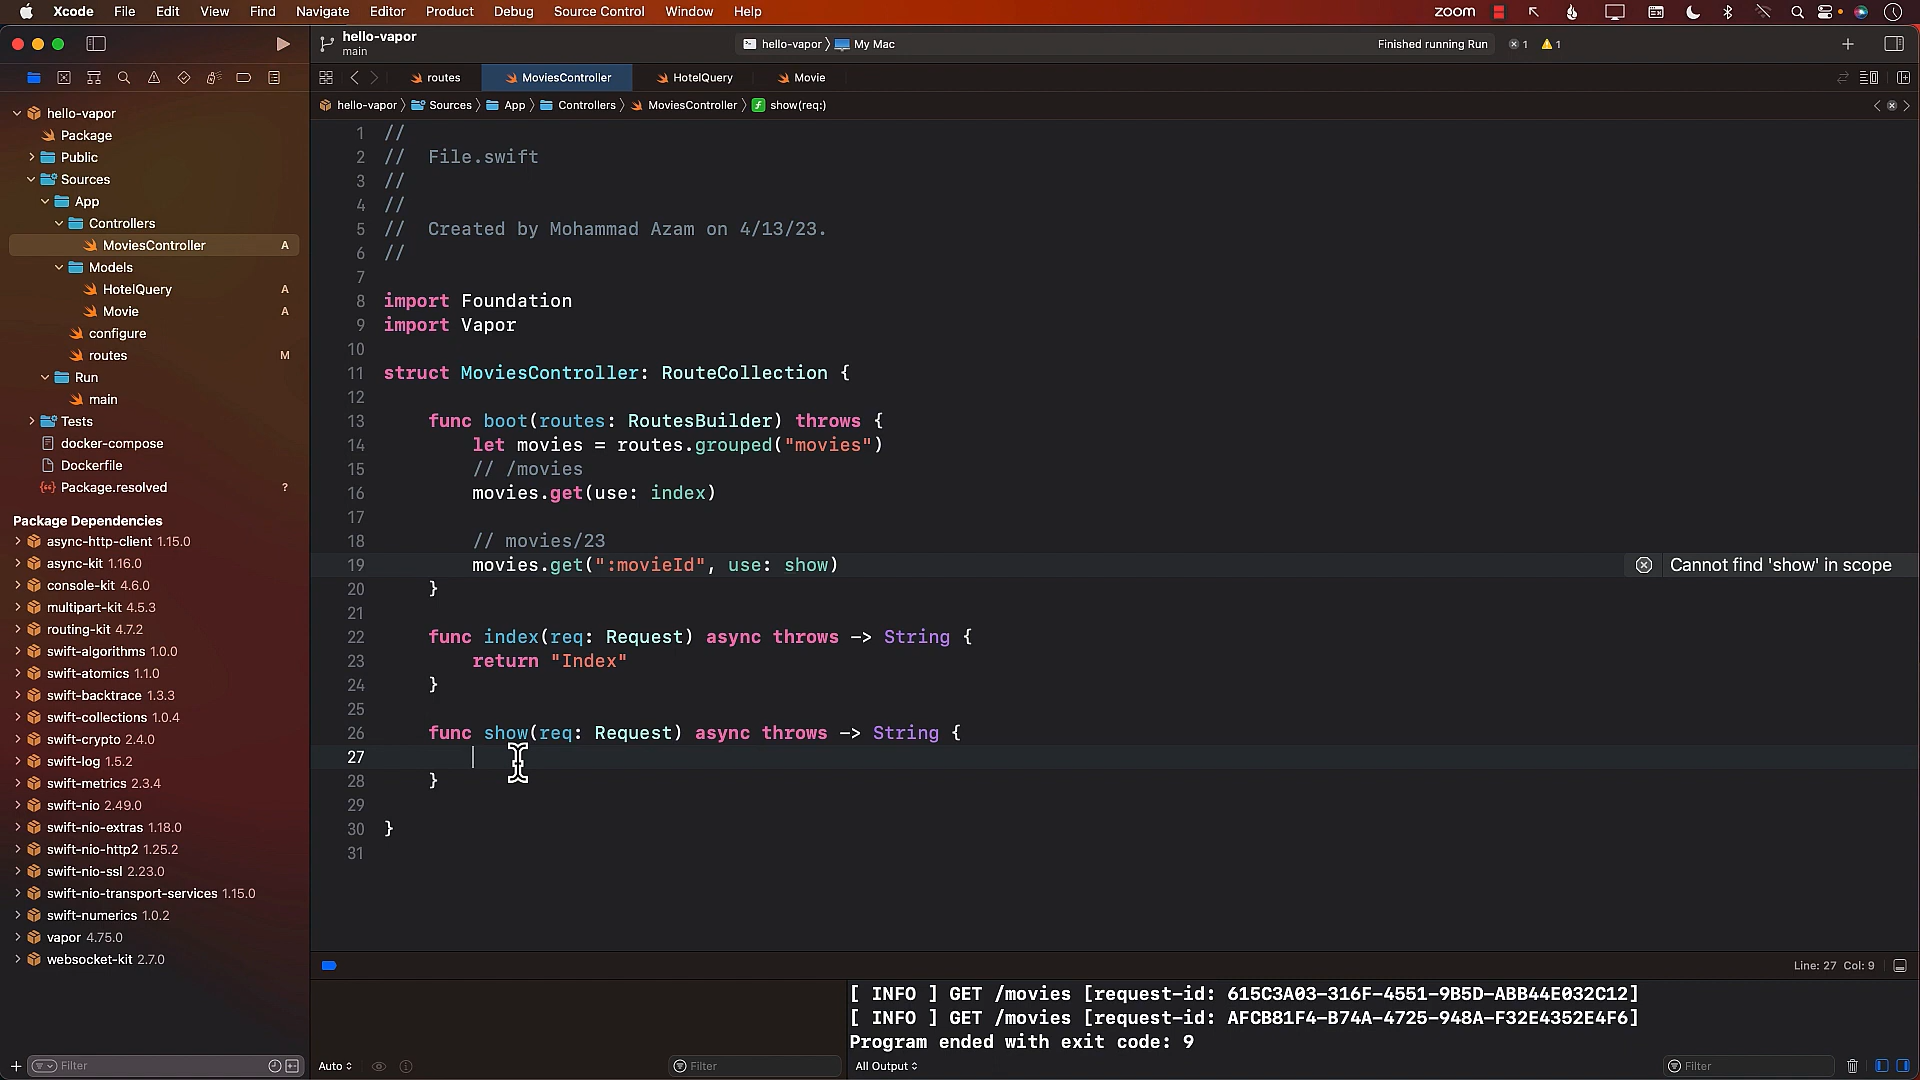 Xcode File Edit View Find Navigate Editor Product Debug Source Control Window Help zoom
hello-vapor
main
hello-vapor My Mac
Finished running Run 1 1
routes MoviesController HotelQuery Movie
hello-vapor Sources App Controllers MoviesController show(req:)
hello-vapor
Package
Public
Sources
App
Controllers
MoviesController A
Models
HotelQuery A
Movie A
configure
routes M
Run
main
Tests
docker-compose
Dockerfile
Package.resolved ?
Package Dependencies
async-http-client 1.15.0
async-kit 1.16.0
console-kit 4.6.0
multipart-kit 4.5.3
routing-kit 4.7.2
swift-algorithms 1.0.0
swift-atomics 1.1.0
swift-backtrace 1.3.3
swift-collections 1.0.4
swift-crypto 2.4.0
swift-log 1.5.2
swift-metrics 2.3.4
swift-nio 2.49.0
swift-nio-extras 1.18.0
swift-nio-http2 1.25.2
swift-nio-ssl 2.23.0
swift-nio-transport-services 1.15.0
swift-numerics 1.0.2
vapor 4.75.0
websocket-kit 2.7.0
Filter
1 //
2 // File.swift
3 //
4 //
5 // Created by Mohammad Azam on 4/13/23.
6 //
7
8 import Foundation
9 import Vapor
10
11 struct MoviesController: RouteCollection {
12
13 func boot(routes: RoutesBuilder) throws {
14 let movies = routes.grouped("movies")
15 // /movies
16 movies.get(use: index)
17
18 // movies/23
19 movies.get(":movieId", use: show) Cannot find 'show' in scope
20 }
21
22 func index(req: Request) async throws -> String {
23 return "Index"
24 }
25
26 func show(req: Request) async throws -> String {
27
28 }
29
30 }
31
Line: 27 Col: 9
[ INFO ] GET /movies [request-id: 615C3A03-316F-4551-9B5D-ABB44E032C12]
[ INFO ] GET /movies [request-id: AFCB81F4-B74A-4725-948A-F32E4352E4F6]
Program ended with exit code: 9
Auto Filter All Output Filter